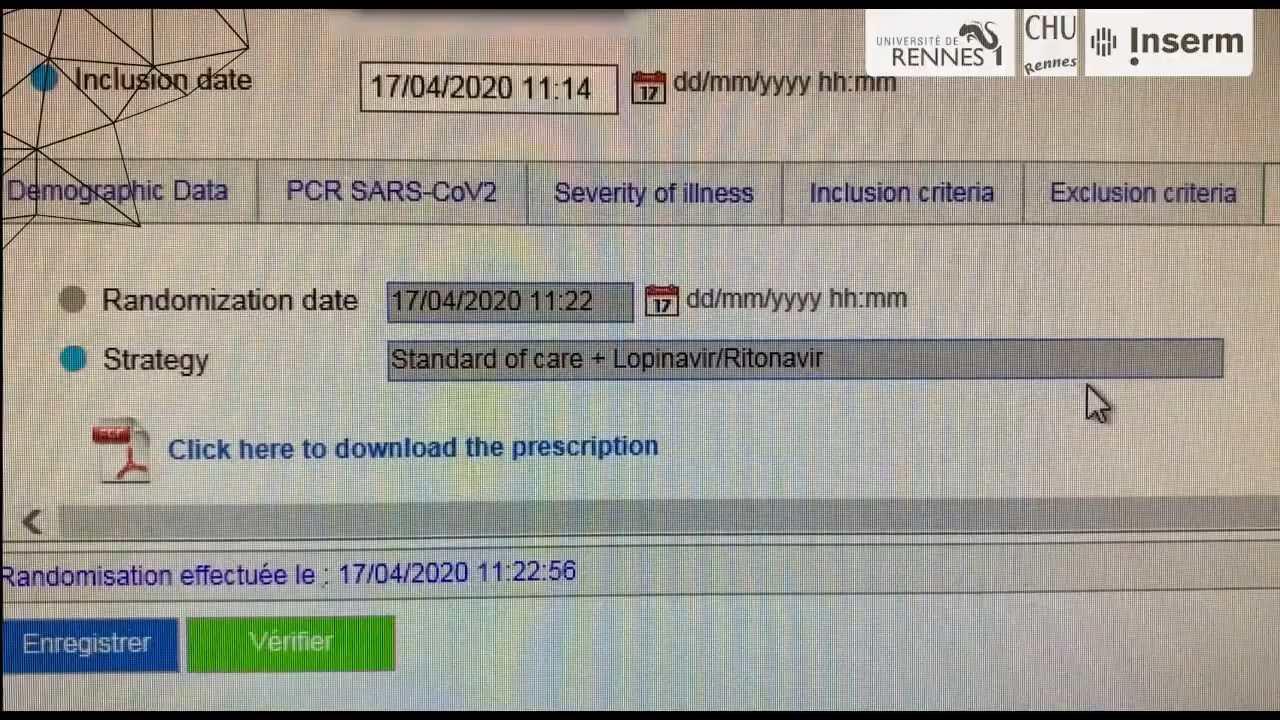 UNIVERSITÉ DE
RENNES 1
CHU
Rennes
Inserm
Inclusion date 17/04/2020 11:14 17 dd/mm/yyyy hh:mm
Demographic Data PCR SARS-CoV2 Severity of illness Inclusion criteria Exclusion criteria
Randomization date 17/04/2020 11:22 17 dd/mm/yyyy hh:mm
Strategy Standard of care + Lopinavir/Ritonavir
Click here to download the prescription
Randomisation effectuée le : 17/04/2020 11:22:56
Enregistrer Vérifier